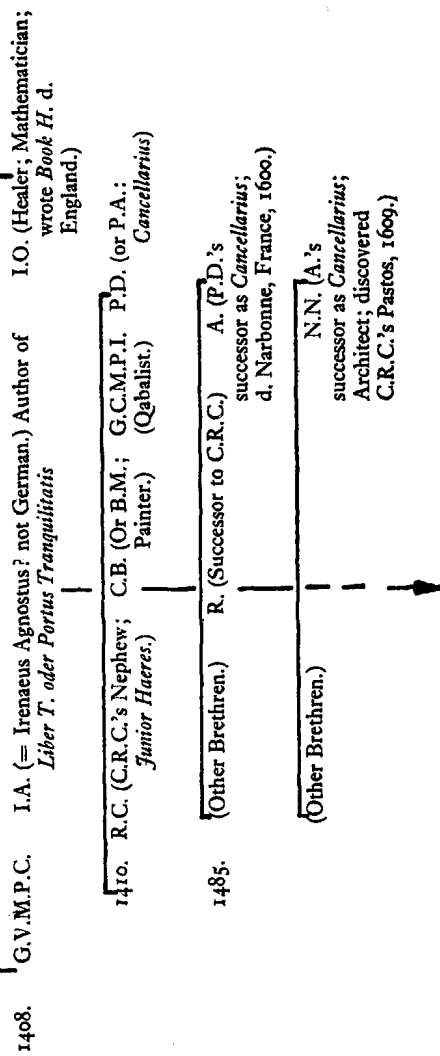 1408. G.V.M.P.C. I.A. (= Irenaeus Agnostus? not German.) Author of
Liber T. oder Portus Tranquilitatis
I.O. (Healer; Mathematician;
wrote Book H. d.
England.)
1410. R.C. (C.R.C.'s Nephew;
Junior Haeres.)
C.B. (Or B.M.;
Painter.)
G.C.M.P.I.
(Qabalist.)
P.D. (or P.A.:
Cancellarius)
1485. (Other Brethren.) R. (Successor to C.R.C.)
A. (P.D.'s
successor as Cancellarius;
d. Narbonne, France, 1600.)
(Other Brethren.)
N.N. (A.'s
successor as Cancellarius;
Architect; discovered
C.R.C.'s Pastos, 1609.)